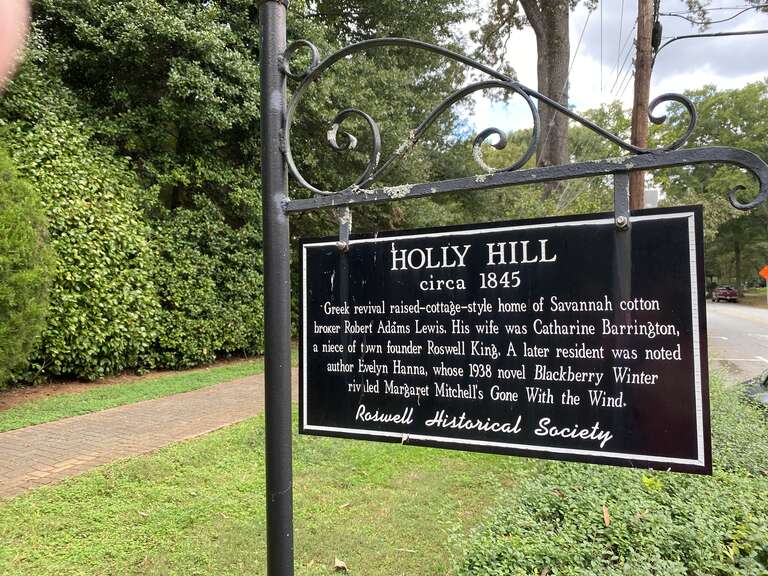 HOLLY HILL
circa 1845
Greek revival raised-cottage-style home of Savannah cotton
broker Robert Adams Lewis. His wife was Catharine Barrington,
a niece of town founder Roswell King. A later resident was noted
author Evelyn Hanna, whose 1938 novel Blackberry Winter
rivaled Margaret Mitchell's Gone With the Wind.
Roswell Historical Society